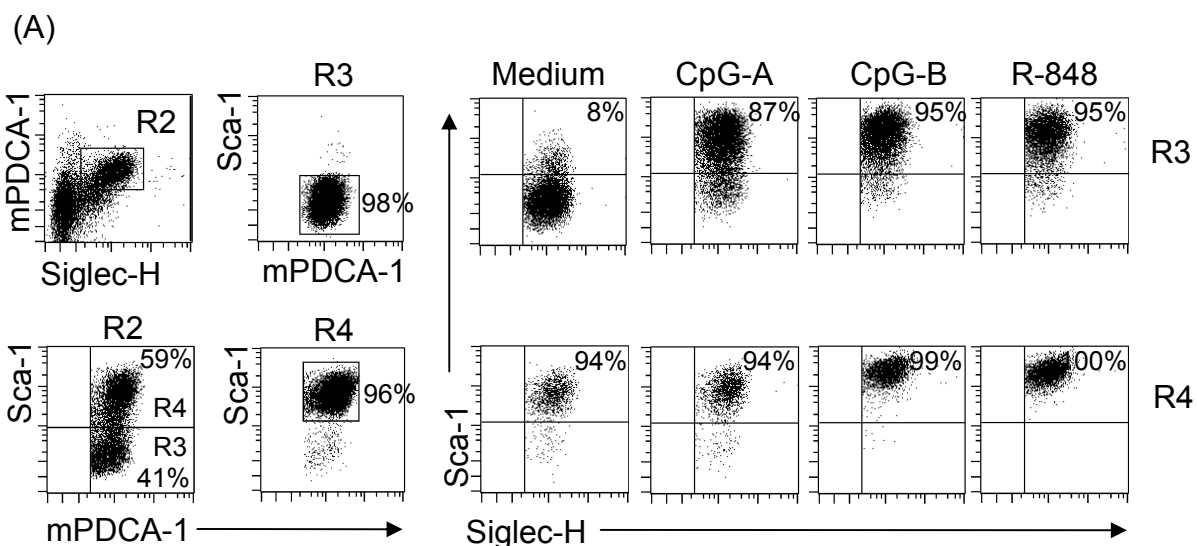 (A)
R3 Medium CpG-A CpG-B R-848
mPDCA-1 R2 Sca-1 98% 8% 87% 95% 95% R3
Siglec-H mPDCA-1
R2 R4
Sca-1 59% R4 R3 41% Sca-1 96% Sca-1 94% 94% 99% 100% R4
mPDCA-1 Siglec-H